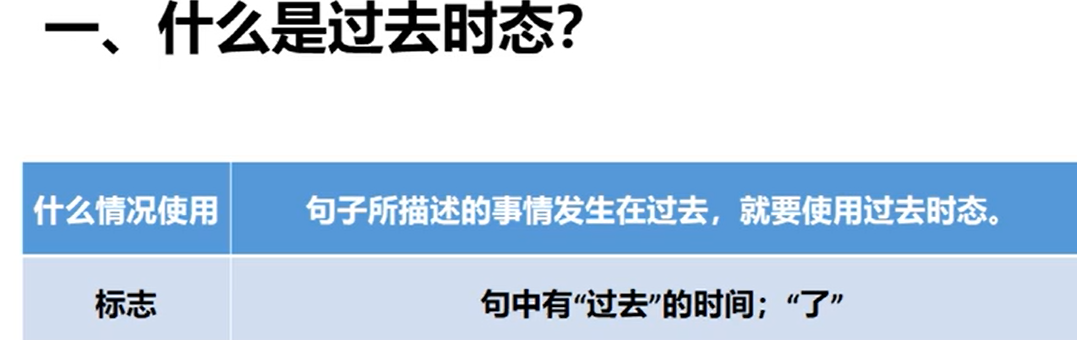 一、什么是过去时态?
什么情况使用
句子所描述的事情发生在过去，就要使用过去时态。
标志
句中有“过去”的时间；“了”